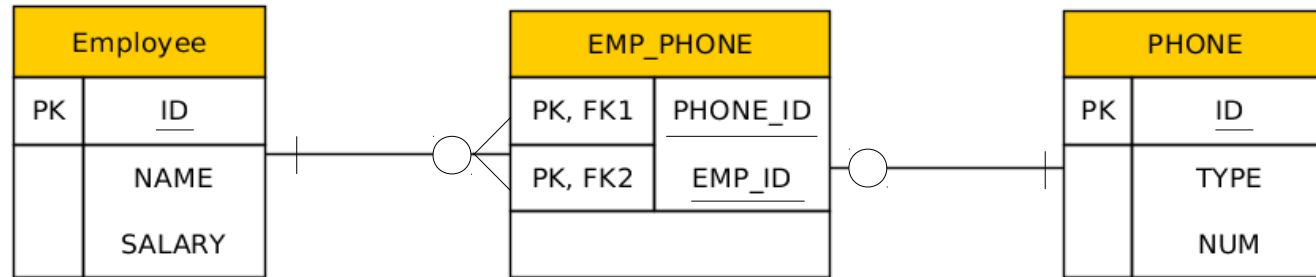 Employee
PK ID
NAME
SALARY
EMP_PHONE
PK, FK1 PHONE_ID
PK, FK2 EMP_ID
PHONE
PK ID
TYPE
NUM